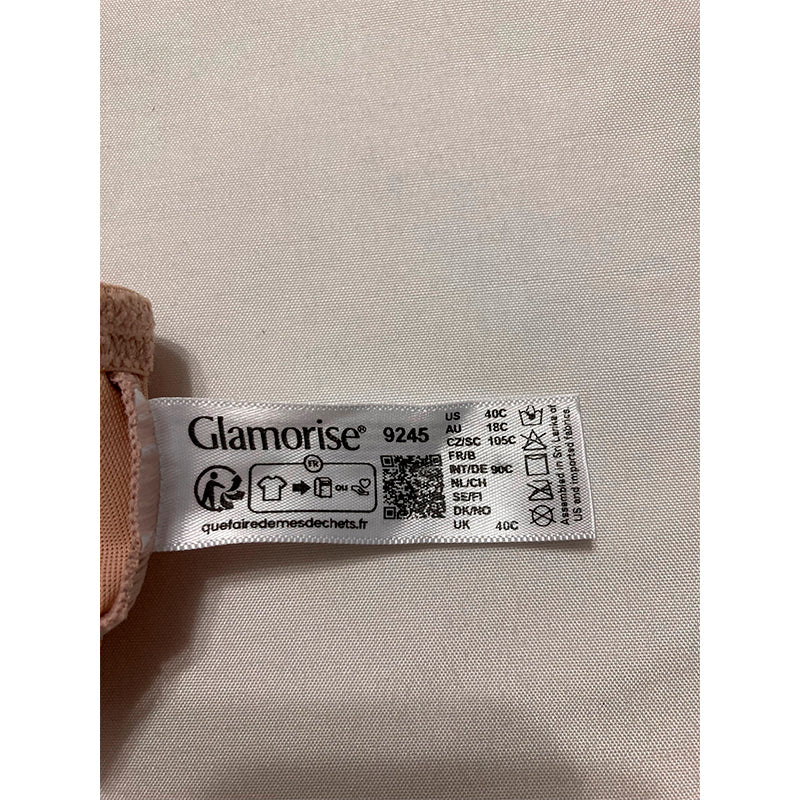 Glamorise® 9245
FR
ou
quefairedemesdechets.fr
US 40C
AU 18C
CZ/SC 105C
FR/B
INT/DE 90C
NL/CH
SE/FI
DK/NO
UK 40C
Assembled in Sri Lanka of
US and imported fabrics.